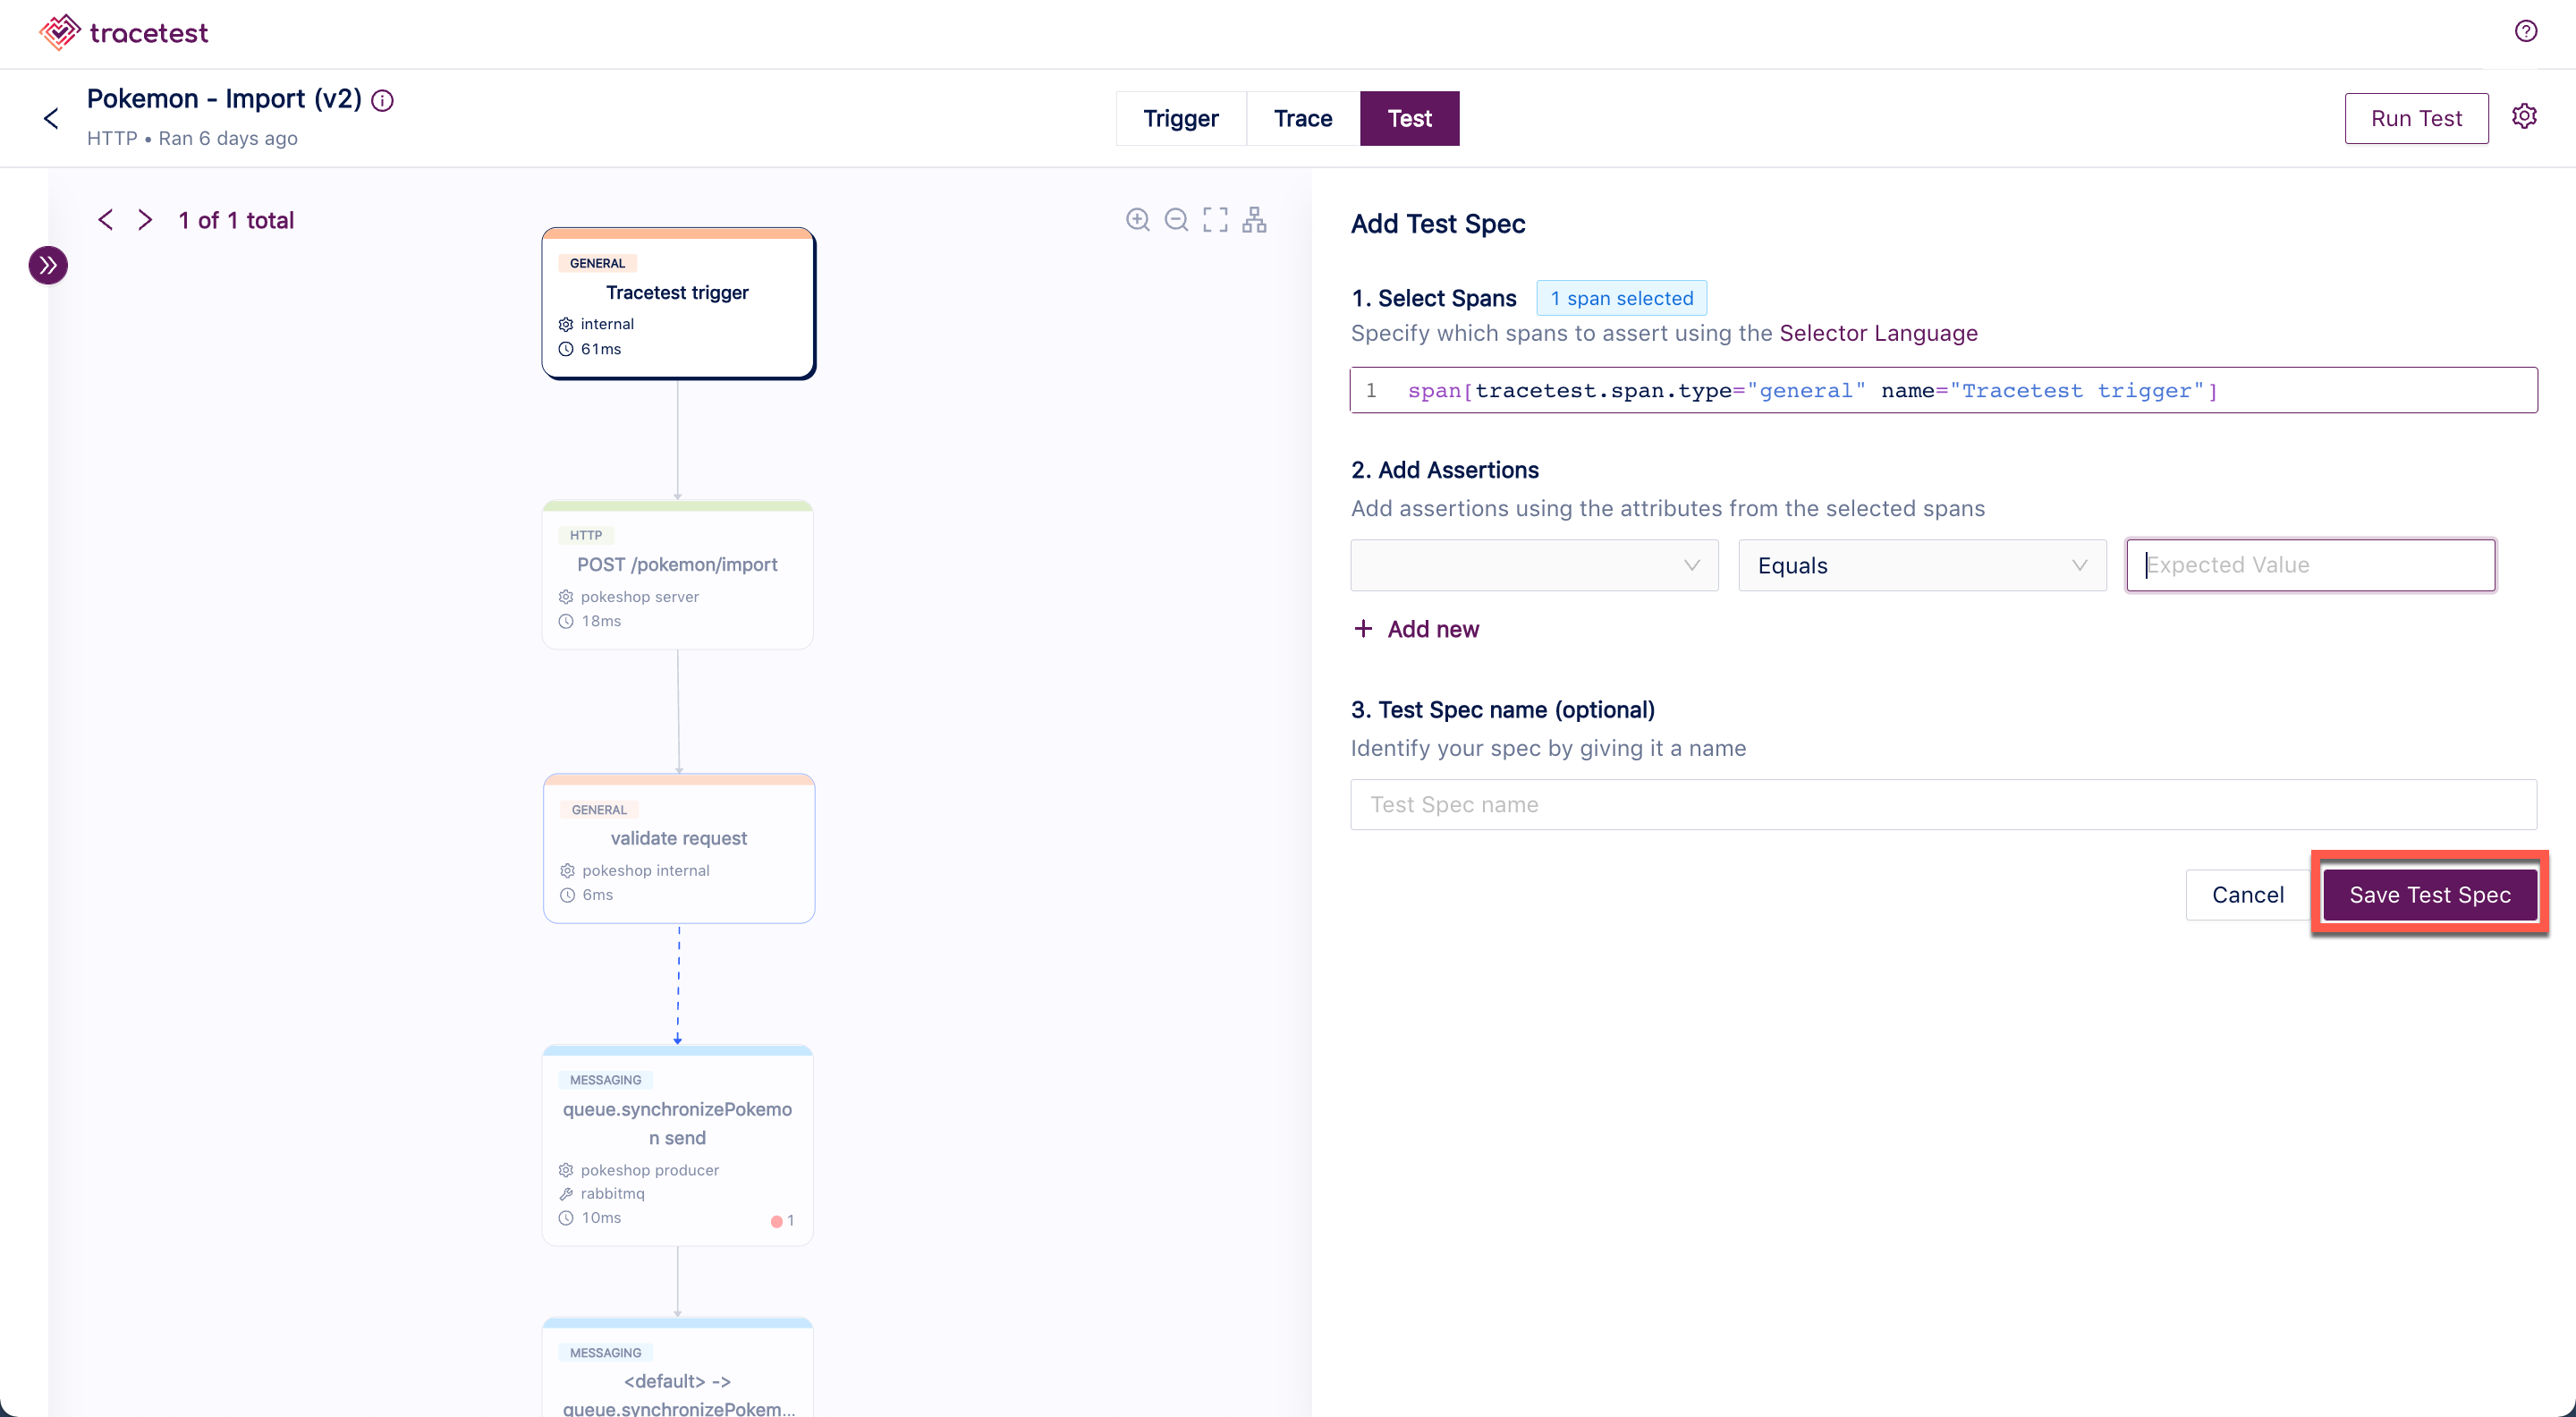 tracetest
Pokemon - Import (v2)
HTTP • Ran 6 days ago
Trigger
Trace
Test
Run Test
1 of 1 total
GENERAL
Tracetest trigger
internal
61ms
HTTP
POST /pokemon/import
pokeshop server
18ms
GENERAL
validate request
pokeshop internal
6ms
MESSAGING
queue.synchronizePokemo
n send
pokeshop producer
rabbitmq
10ms
1
MESSAGING
<default> ->
queue.synchronizePokem...
Add Test Spec
1. Select Spans
1 span selected
Specify which spans to assert using the Selector Language
1 span[tracetest.span.type="general" name="Tracetest trigger"]
2. Add Assertions
Add assertions using the attributes from the selected spans
Equals
Expected Value
+ Add new
3. Test Spec name (optional)
Identify your spec by giving it a name
Test Spec name
Cancel
Save Test Spec